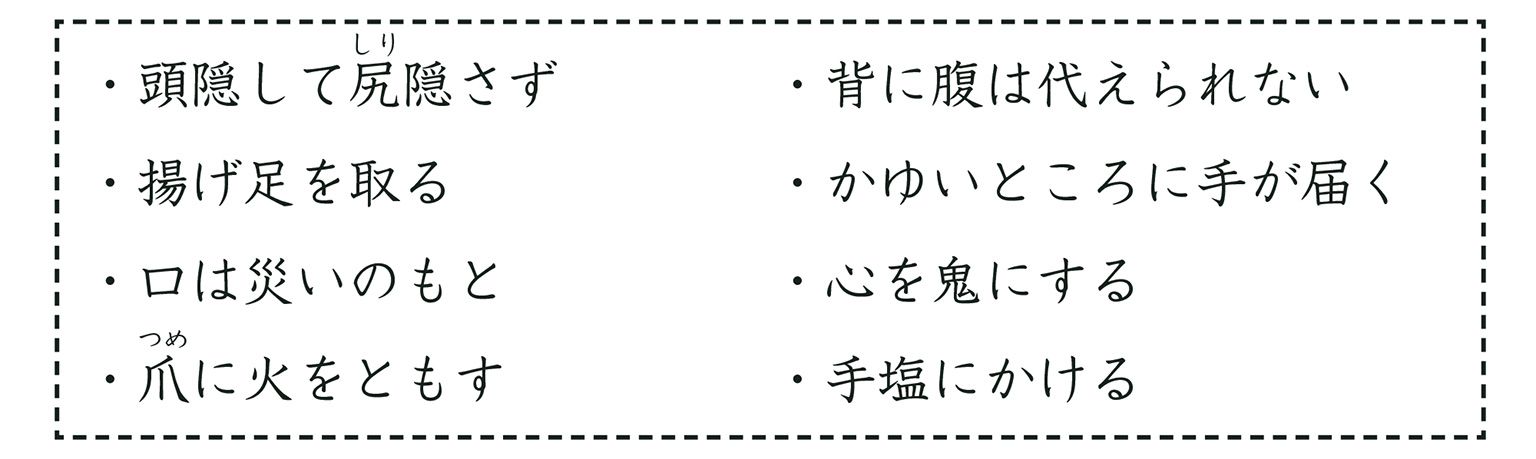 ・頭隠して尻隠さず
・揚げ足を取る
・口は災いのもと
・爪に火をともす
・背に腹は代えられない
・かゆいところに手が届く
・心を鬼にする
・手塩にかける
しり
つめ